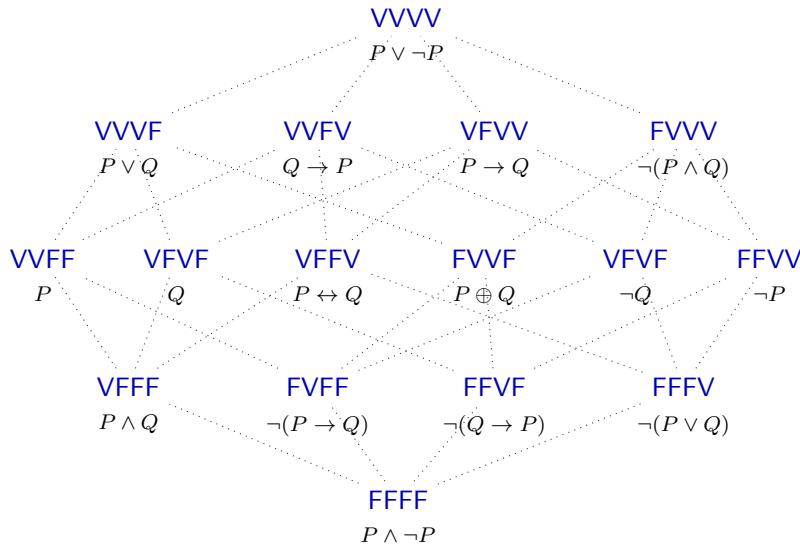 VVVV
P ∨ ¬P
VVVF VVFV VFVV FVVV
P ∨ Q Q → P P → Q ¬(P ∧ Q)
VVFF VFVF VFFV FVVF VFVF FFVV
P Q P ↔ Q P ⊕ Q ¬Q ¬P
VFFF FVFF FFVF FFFV
P ∧ Q ¬(P → Q) ¬(Q → P) ¬(P ∨ Q)
FFFF
P ∧ ¬P